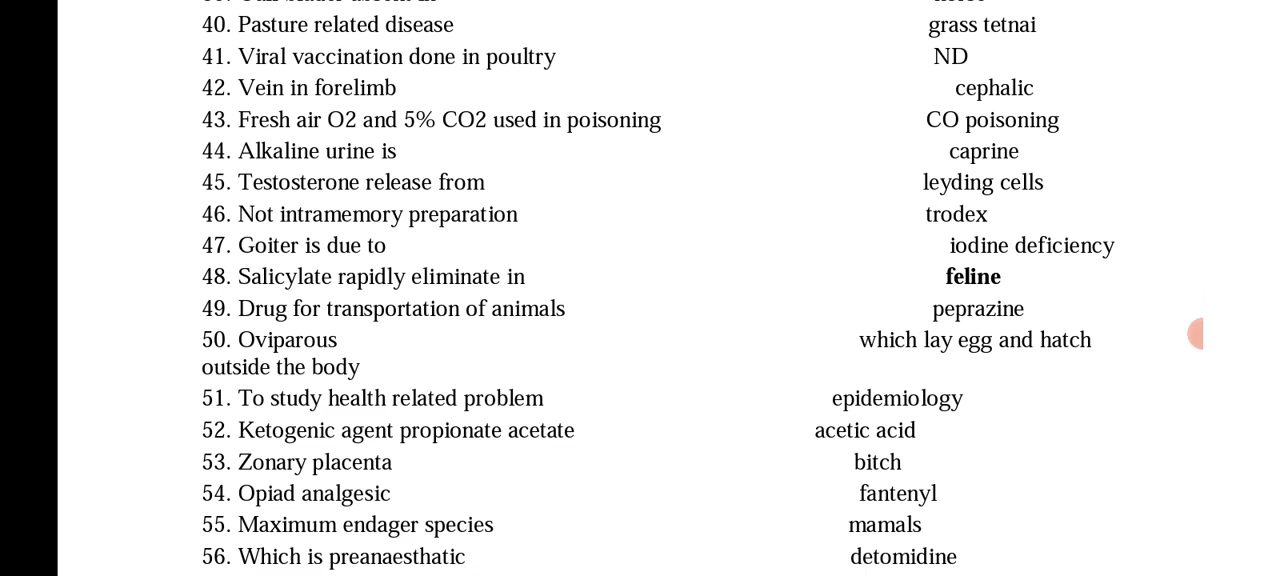 40. Pasture related disease grass tetnai
41. Viral vaccination done in poultry ND
42. Vein in forelimb cephalic
43. Fresh air O2 and 5% CO2 used in poisoning CO poisoning
44. Alkaline urine is caprine
45. Testosterone release from leyding cells
46. Not intramemory preparation trodex
47. Goiter is due to iodine deficiency
48. Salicylate rapidly eliminate in feline
49. Drug for transportation of animals peprazine
50. Oviparous which lay egg and hatch
outside the body
51. To study health related problem epidemiology
52. Ketogenic agent propionate acetate acetic acid
53. Zonary placenta bitch
54. Opiad analgesic fantenyl
55. Maximum endager species mamals
56. Which is preanaesthatic detomidine